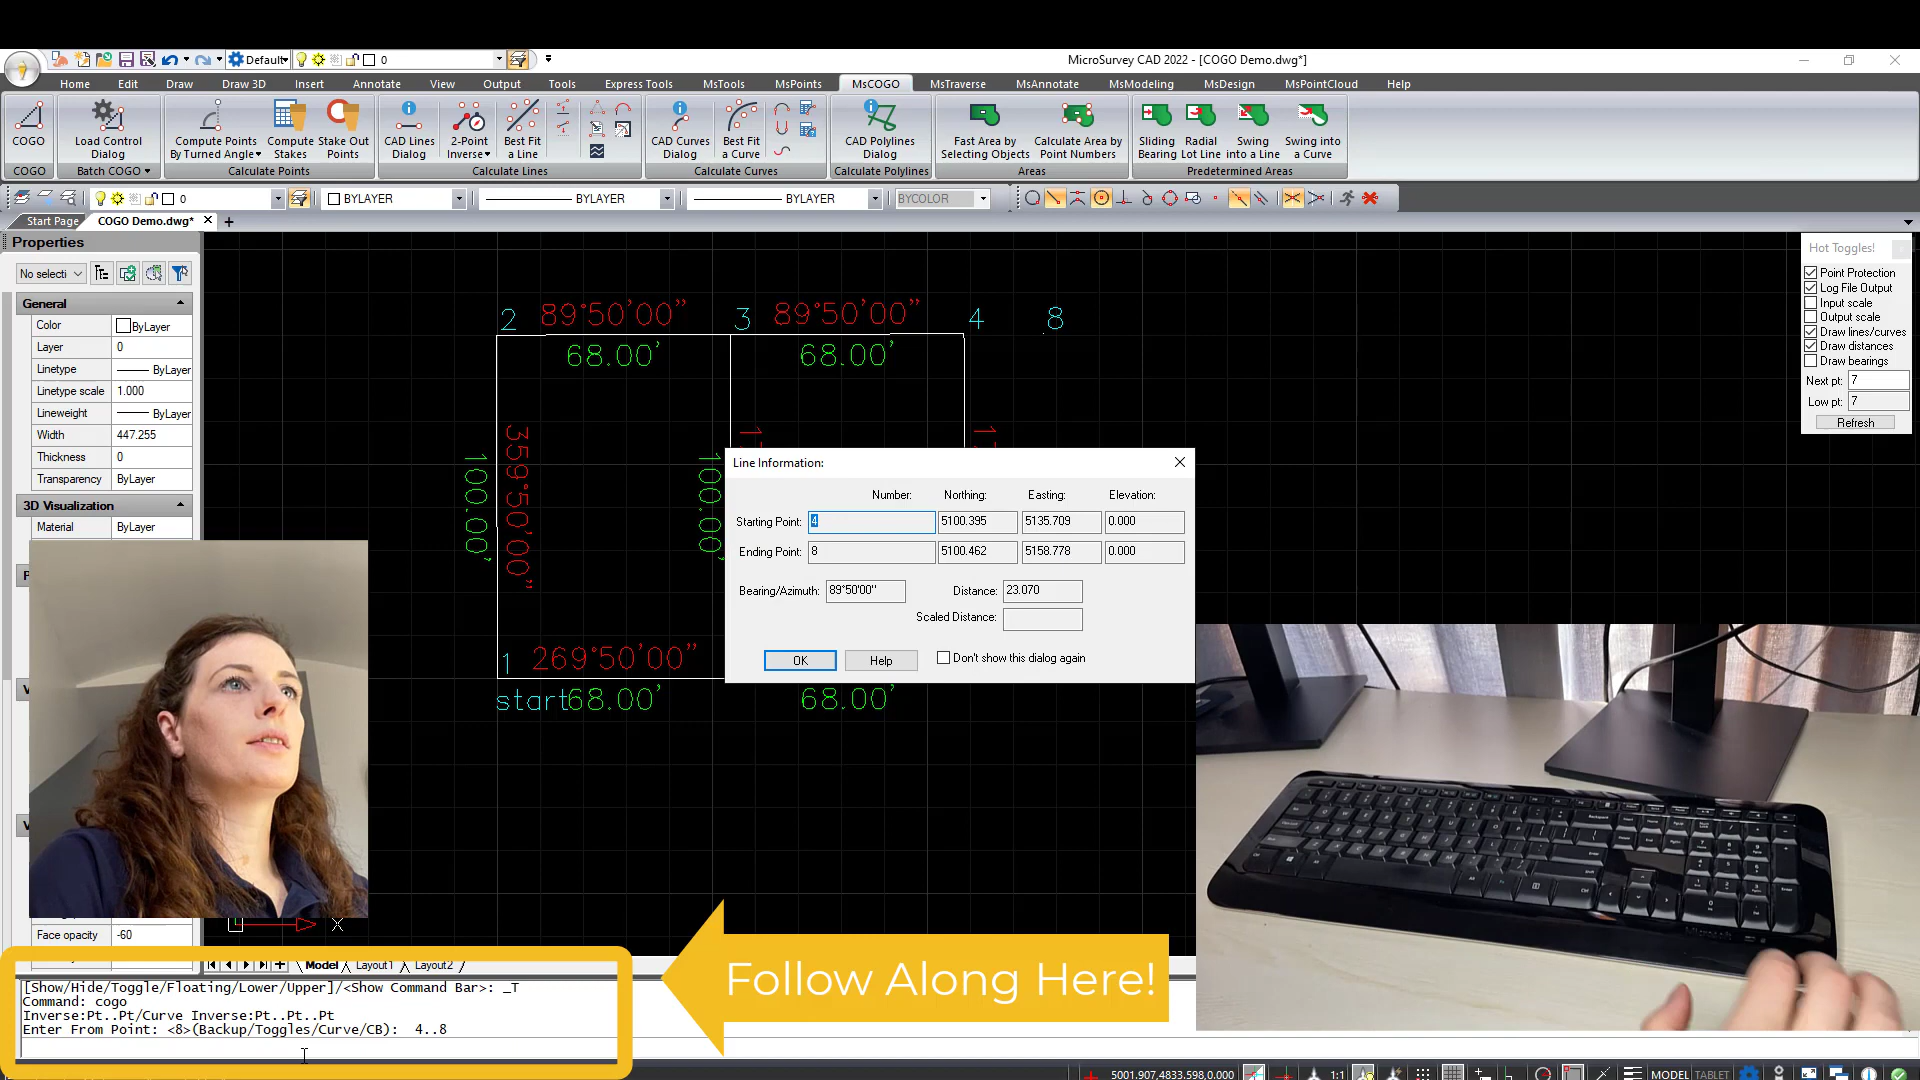 Default
0
MicroSurvey CAD 2022 - [COGO Demo.dwg*]
Home Edit Draw Draw 3D Insert Annotate View Output Tools Express Tools MsTools MsPoints MsCOGO MsTraverse MsAnnotate MsModeling MsDesign MsPointCloud Help
COGO
Load Control Dialog
Compute Points By Turned Angle
Compute Stakes
Stake Out Points
CAD Lines Dialog
2-Point Inverse
Best Fit a Line
CAD Curves Dialog
Best Fit a Curve
CAD Polylines Dialog
Fast Area by Selecting Objects
Calculate Area by Point Numbers
Sliding Bearing
Radial Lot Line
Swing into a Line
Swing into a Curve
COGO Batch COGO Calculate Points Calculate Lines Calculate Curves Calculate Polylines Areas Predetermined Areas
0 BYLAYER BYLAYER BYLAYER BYCOLOR
Start Page COGO Demo.dwg*
Properties
No selecti
General
Color ByLayer
Layer 0
Linetype ByLayer
Linetype scale 1.000
Lineweight ByLayer
Width 447.255
Thickness 0
Transparency ByLayer
3D Visualization
Material ByLayer
Face opacity -60
2 89°50'00" 3 89°50'00" 4 8
68.00' 68.00'
100.00'
359°50'00"
100.00'
1 269°50'00"
start 68.00' 68.00'
X
Line Information:
Number: Northing: Easting: Elevation:
Starting Point: 4 5100.395 5135.709 0.000
Ending Point: 8 5100.462 5158.778 0.000
Bearing/Azimuth: 89°50'00" Distance: 23.070
Scaled Distance:
OK Help Don't show this dialog again
Hot Toggles!
Point Protection
Log File Output
Input scale
Output scale
Draw lines/curves
Draw distances
Draw bearings
Next pt: 7
Low pt: 7
Refresh
Model Layout1 Layout2
[Show/Hide/Toggle/Floating/Lower/Upper]/<Show Command Bar>: _T
Command: cogo
Inverse:Pt..Pt/Curve Inverse:Pt..Pt..Pt
Enter From Point: <8>(Backup/Toggles/Curve/CB): 4..8
Follow Along Here!
5001.907,4833.598,0.000 1:1 MODEL TABLET